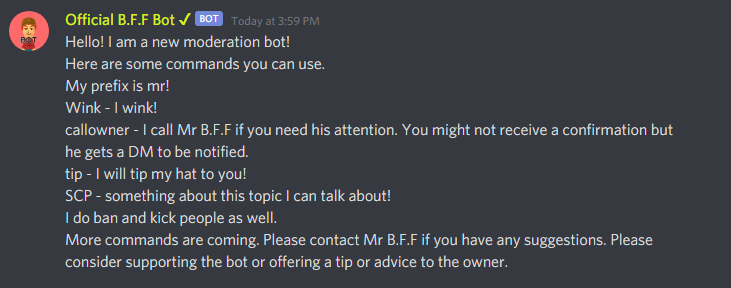 Official B.F.F Bot ✓ BOT Today at 3:59 PM
Hello! I am a new moderation bot!
Here are some commands you can use.
My prefix is mr!
Wink - I wink!
callowner - I call Mr B.F.F if you need his attention. You might not receive a confirmation but
he gets a DM to be notified.
tip - I will tip my hat to you!
SCP - something about this topic I can talk about!
I do ban and kick people as well.
More commands are coming. Please contact Mr B.F.F if you have any suggestions. Please
consider supporting the bot or offering a tip or advice to the owner.
BOT